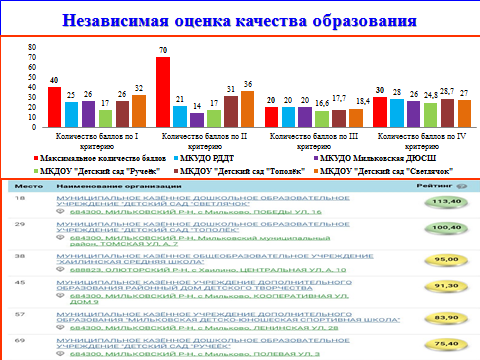 Независимая оценка качества образования
80
70
60
50
40
30
20
10
0
40
25
26
17
26
32
70
21
14
17
31
36
20
20
20
16,6
17,7
18,4
30
28
26
24,8
28,7
27
Количество баллов по I критерию
Количество баллов по II критерию
Количество баллов по III критерию
Количество баллов по IV критерию
Максимальное количество баллов
МКУДО РДДТ
МКУДО Мильковская ДЮСШ
МКДОУ "Детский сад "Ручеёк"
МКДОУ "Детский сад "Тополёк"
МКДОУ "Детский сад "Светлячок"
Место Наименование организации Рейтинг
18 МУНИЦИПАЛЬНОЕ КАЗЁННОЕ ДОШКОЛЬНОЕ ОБРАЗОВАТЕЛЬНОЕ 113,40
УЧРЕЖДЕНИЕ "ДЕТСКИЙ САД "СВЕТЛЯЧОК"
684300, МИЛЬКОВСКИЙ Р-Н, с Мильково, ПОБЕДЫ УЛ, 16
29 МУНИЦИПАЛЬНОЕ КАЗЁННОЕ ДОШКОЛЬНОЕ ОБРАЗОВАТЕЛЬНОЕ 100,40
УЧРЕЖДЕНИЕ "ДЕТСКИЙ САД "ТОПОЛЁК"
684300, МИЛЬКОВСКИЙ Р-Н, Мильковский муниципальный
район, ТОМСКАЯ УЛ, А, 7
38 МУНИЦИПАЛЬНОЕ КАЗЕННОЕ ОБЩЕОБРАЗОВАТЕЛЬНОЕ УЧРЕЖДЕНИЕ 95,00
"ХАИЛИНСКАЯ СРЕДНЯЯ ШКОЛА"
688823, ОЛЮТОРСКИЙ Р-Н, с Хаилино, ЦЕНТРАЛЬНАЯ УЛ, А, 10
45 МУНИЦИПАЛЬНОЕ КАЗЕННОЕ УЧРЕЖДЕНИЕ ДОПОЛНИТЕЛЬНОГО 91,30
ОБРАЗОВАНИЯ РАЙОННЫЙ ДОМ ДЕТСКОГО ТВОРЧЕСТВА
684300, МИЛЬКОВСКИЙ Р-Н, с Мильково, КООПЕРАТИВНАЯ УЛ,
ДОМ 9
57 МУНИЦИПАЛЬНОЕ КАЗЕННОЕ УЧРЕЖДЕНИЕ ДОПОЛНИТЕЛЬНОГО 83,90
ОБРАЗОВАНИЯ "МИЛЬКОВСКАЯ ДЕТСКО-ЮНОШЕСКАЯ СПОРТИВНАЯ ШКОЛА"
684300, МИЛЬКОВСКИЙ Р-Н, с Мильково, ЛЕНИНСКАЯ УЛ, 28
69 МУНИЦИПАЛЬНОЕ КАЗЁННОЕ ДОШКОЛЬНОЕ ОБРАЗОВАТЕЛЬНОЕ 75,40
УЧРЕЖДЕНИЕ "ДЕТСКИЙ САД "РУЧЕЕК"
684300, МИЛЬКОВСКИЙ Р-Н, с Мильково, ПОЛЕВАЯ УЛ, 3